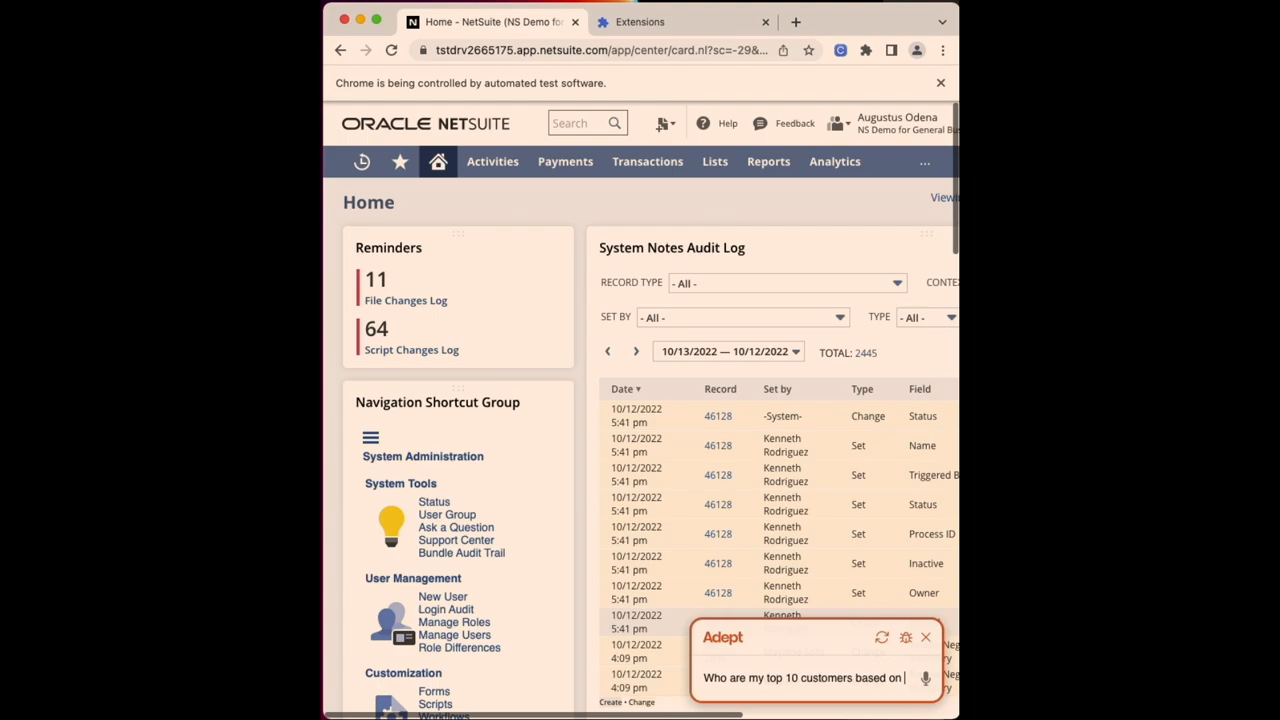 Home - NetSuite (NS Demo for
Extensions
tstdrv2665175.app.netsuite.com/app/center/card.nl?sc=-29&...
Chrome is being controlled by automated test software.
ORACLE NETSUITE
Search
Help
Feedback
Augustus Odena
NS Demo for General Bus
Activities
Payments
Transactions
Lists
Reports
Analytics
...
Home
Viewi
Reminders
11
File Changes Log
64
Script Changes Log
Navigation Shortcut Group
System Administration
System Tools
Status
User Group
Ask a Question
Support Center
Bundle Audit Trail
User Management
New User
Login Audit
Manage Roles
Manage Users
Role Differences
Customization
Forms
Scripts
Workflows
System Notes Audit Log
RECORD TYPE - All - CONTEX
SET BY - All - TYPE - All -
10/13/2022 — 10/12/2022 TOTAL: 2445
Date Record Set by Type Field
10/12/2022 5:41 pm 46128 -System- Change Status
10/12/2022 5:41 pm 46128 Kenneth Rodriguez Set Name
10/12/2022 5:41 pm 46128 Kenneth Rodriguez Set Triggered B
10/12/2022 5:41 pm 46128 Kenneth Rodriguez Set Status
10/12/2022 5:41 pm 46128 Kenneth Rodriguez Set Process ID
10/12/2022 5:41 pm 46128 Kenneth Rodriguez Set Inactive
10/12/2022 5:41 pm 46128 Kenneth Rodriguez Set Owner
10/12/2022 5:41 pm Kenneth
10/12/2022 4:09 pm
10/12/2022 4:09 pm
Create • Change
Adept
Who are my top 10 customers based on